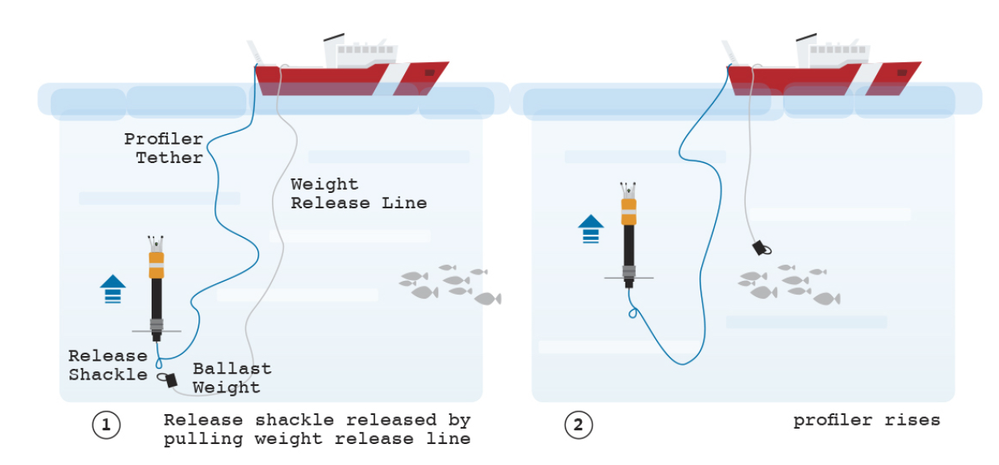 Profiler
Tether
Weight
Release Line
Release
Shackle
Ballast
Weight
1
Release shackle released by
pulling weight release line
2
profiler rises